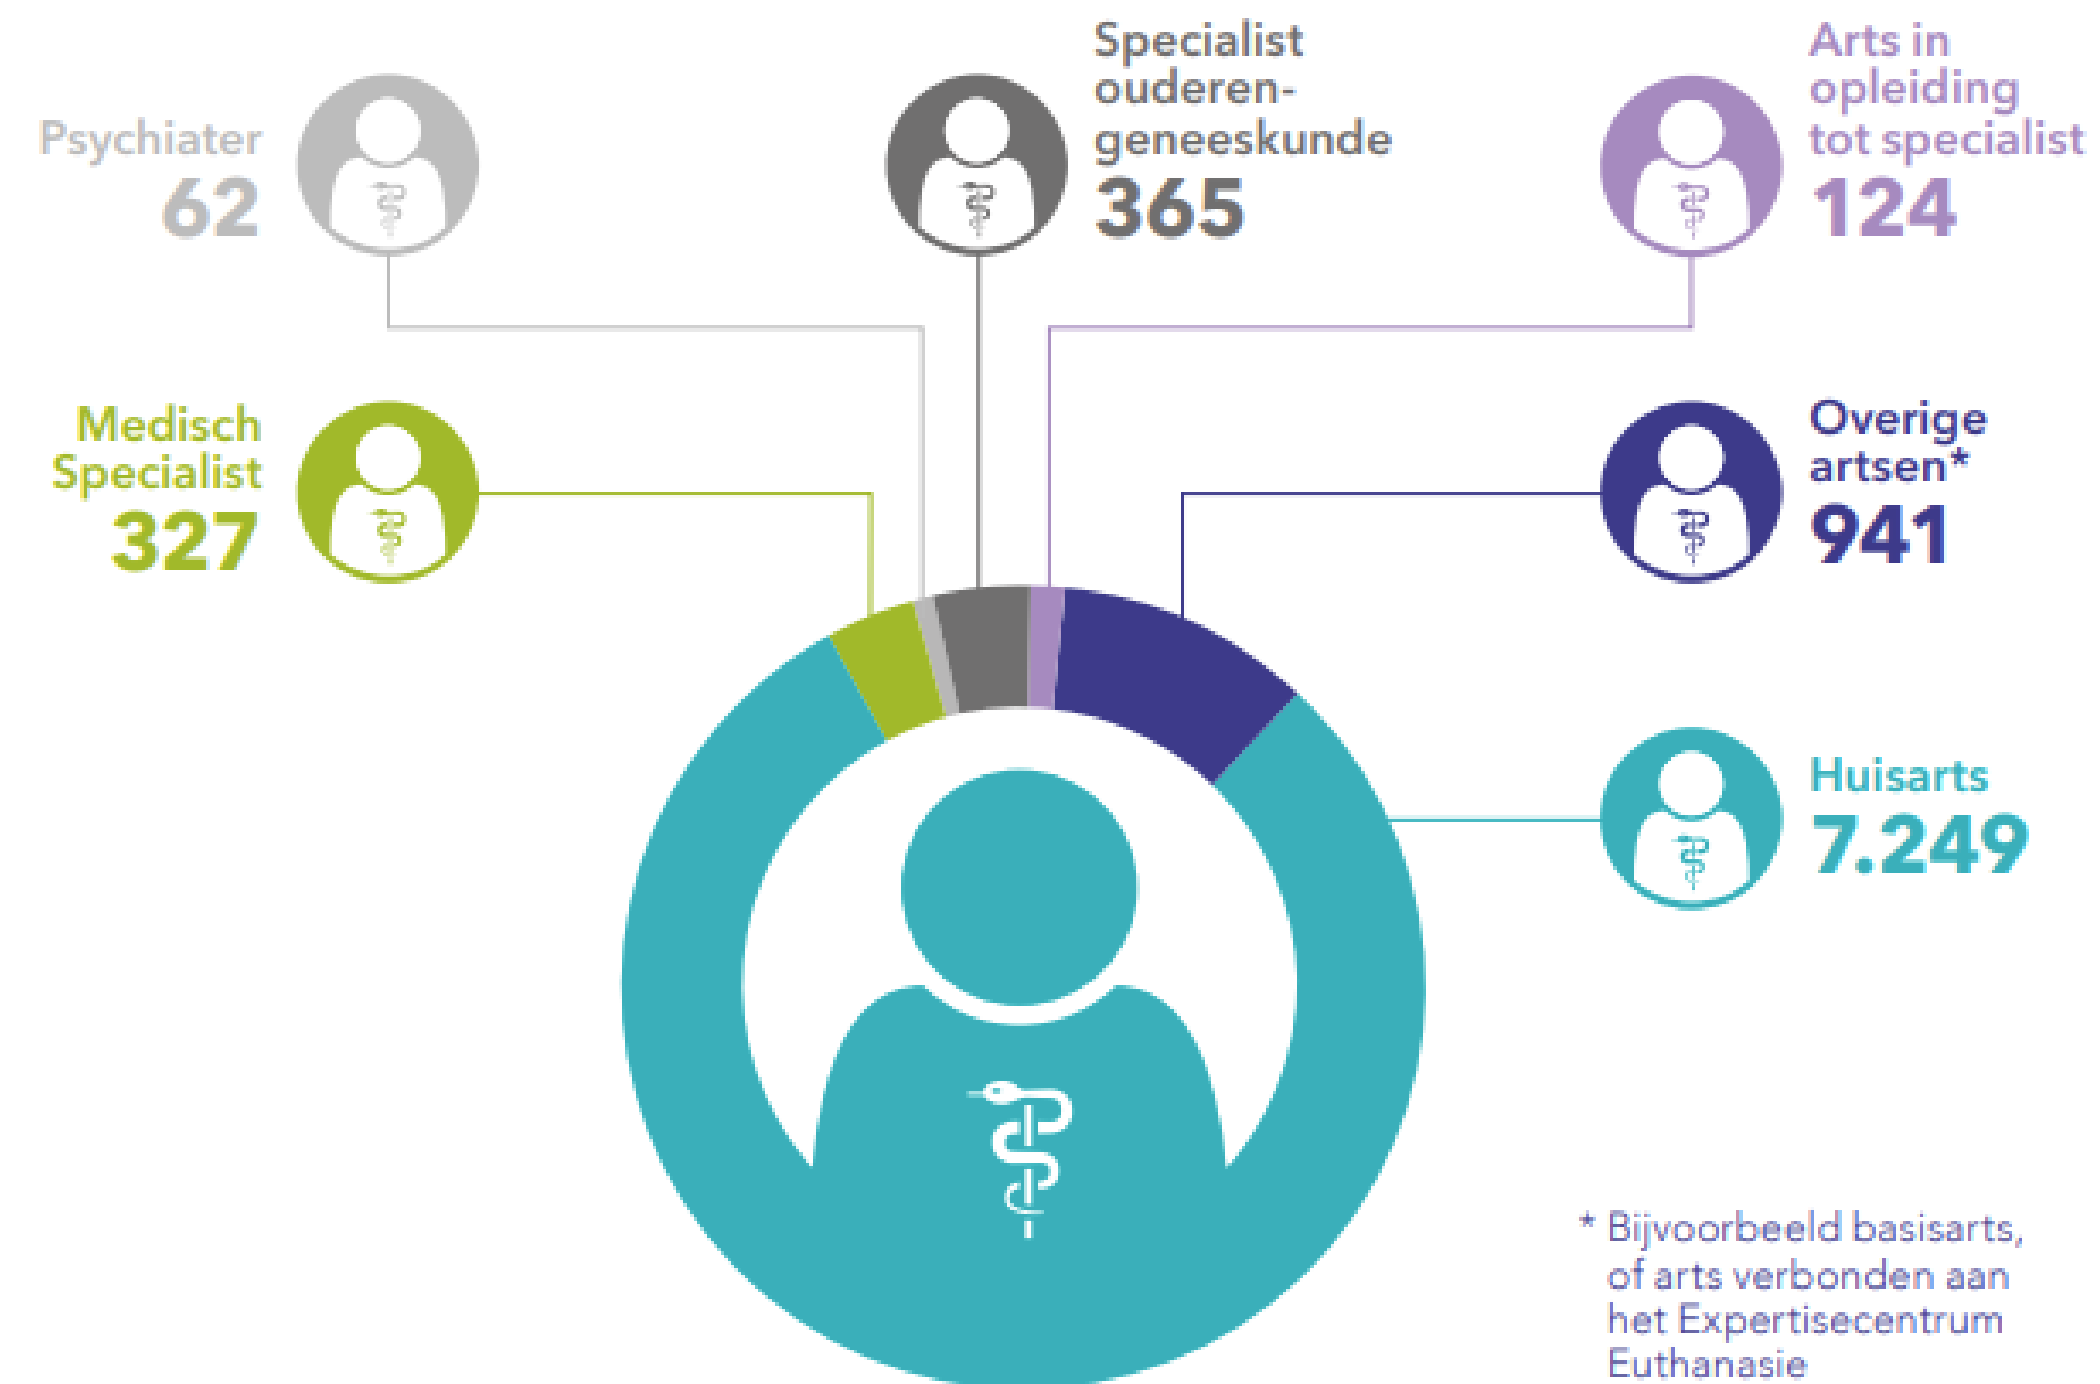 Psychiater
62
Specialist
ouderen-
geneeskunde
365
Arts in
opleiding
tot specialist
124
Medisch
Specialist
327
Overige
artsen*
941
Huisarts
7.249
* Bijvoorbeeld basisarts,
of arts verbonden aan
het Expertisecentrum
Euthanasie